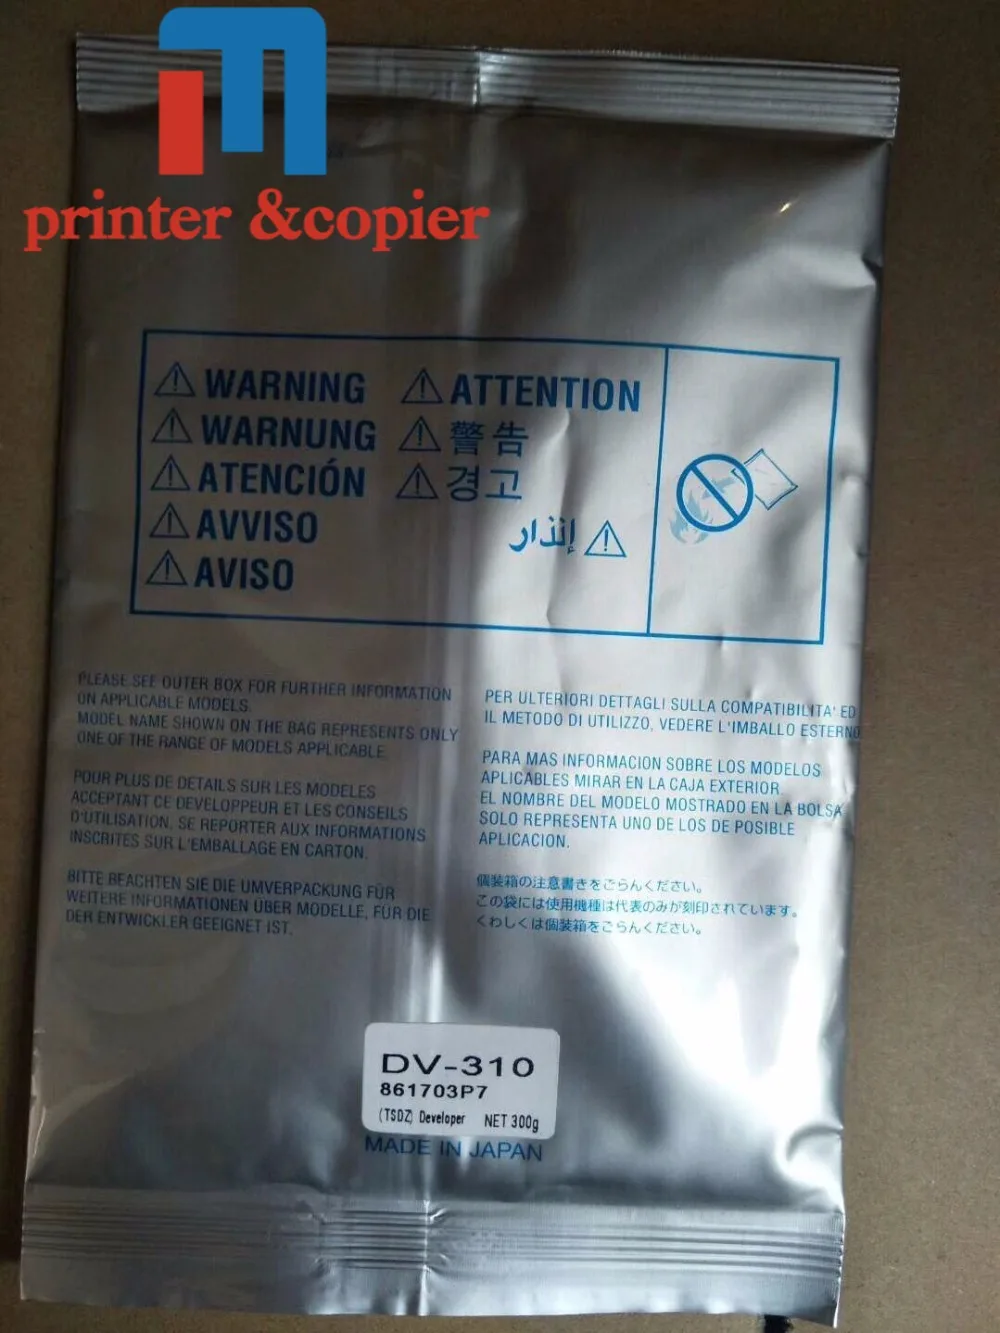 printer &copier
⚠ WARNING
⚠ WARNUNG
⚠ ATENCIÓN
⚠ AVVISO
⚠ AVISO
⚠ ATTENTION
⚠ 警告
⚠ 경고
إنذار ⚠
PLEASE SEE OUTER BOX FOR FURTHER INFORMATION
ON APPLICABLE MODELS.
MODEL NAME SHOWN ON THE BAG REPRESENTS ONLY
ONE OF THE RANGE OF MODELS APPLICABLE.
POUR PLUS DE DETAILS SUR LES MODELES
ACCEPTANT CE DEVELOPPEUR ET LES CONSEILS
D'UTILISATION, SE REPORTER AUX INFORMATIONS
INSCRITES SUR L'EMBALLAGE EN CARTON.
BITTE BEACHTEN SIE DIE UMVERPACKUNG FÜR
WEITERE INFORMATIONEN ÜBER MODELLE, FÜR DIE
DER ENTWICKLER GEEIGNET IST.
PER ULTERIORI DETTAGLI SULLA COMPATIBILITA' ED
IL METODO DI UTILIZZO, VEDERE L'IMBALLO ESTERNO
PARA MAS INFORMACION SOBRE LOS MODELOS
APLICABLES MIRAR EN LA CAJA EXTERIOR.
EL NOMBRE DEL MODELO MOSTRADO EN LA BOLSA
SOLO REPRESENTA UNO DE LOS DE POSIBLE
APLICACION.
個装箱の注意書きをごらんください。
この袋には使用機種は代表のみが刻印されています。
くわしくは個装箱をごらんください。
DV-310
861703P7
(TSDZ) Developer NET 300g
MADE IN JAPAN